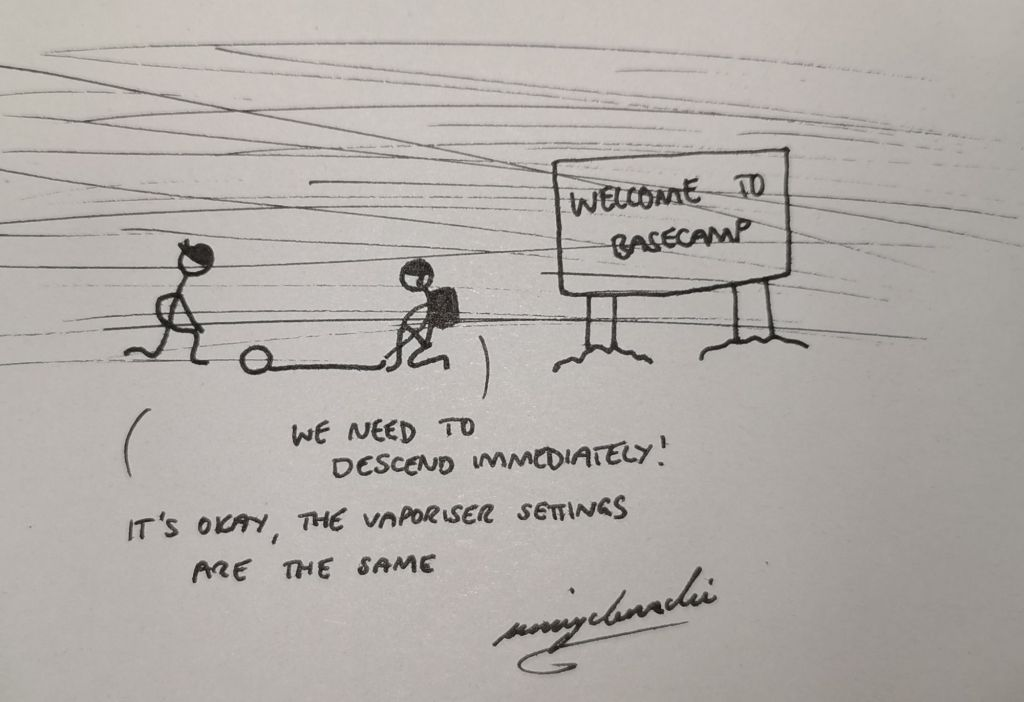 WELCOME TO
BASECAMP
WE NEED TO
DESCEND IMMEDIATELY!
IT'S OKAY, THE VAPORISER SETTINGS
ARE THE SAME